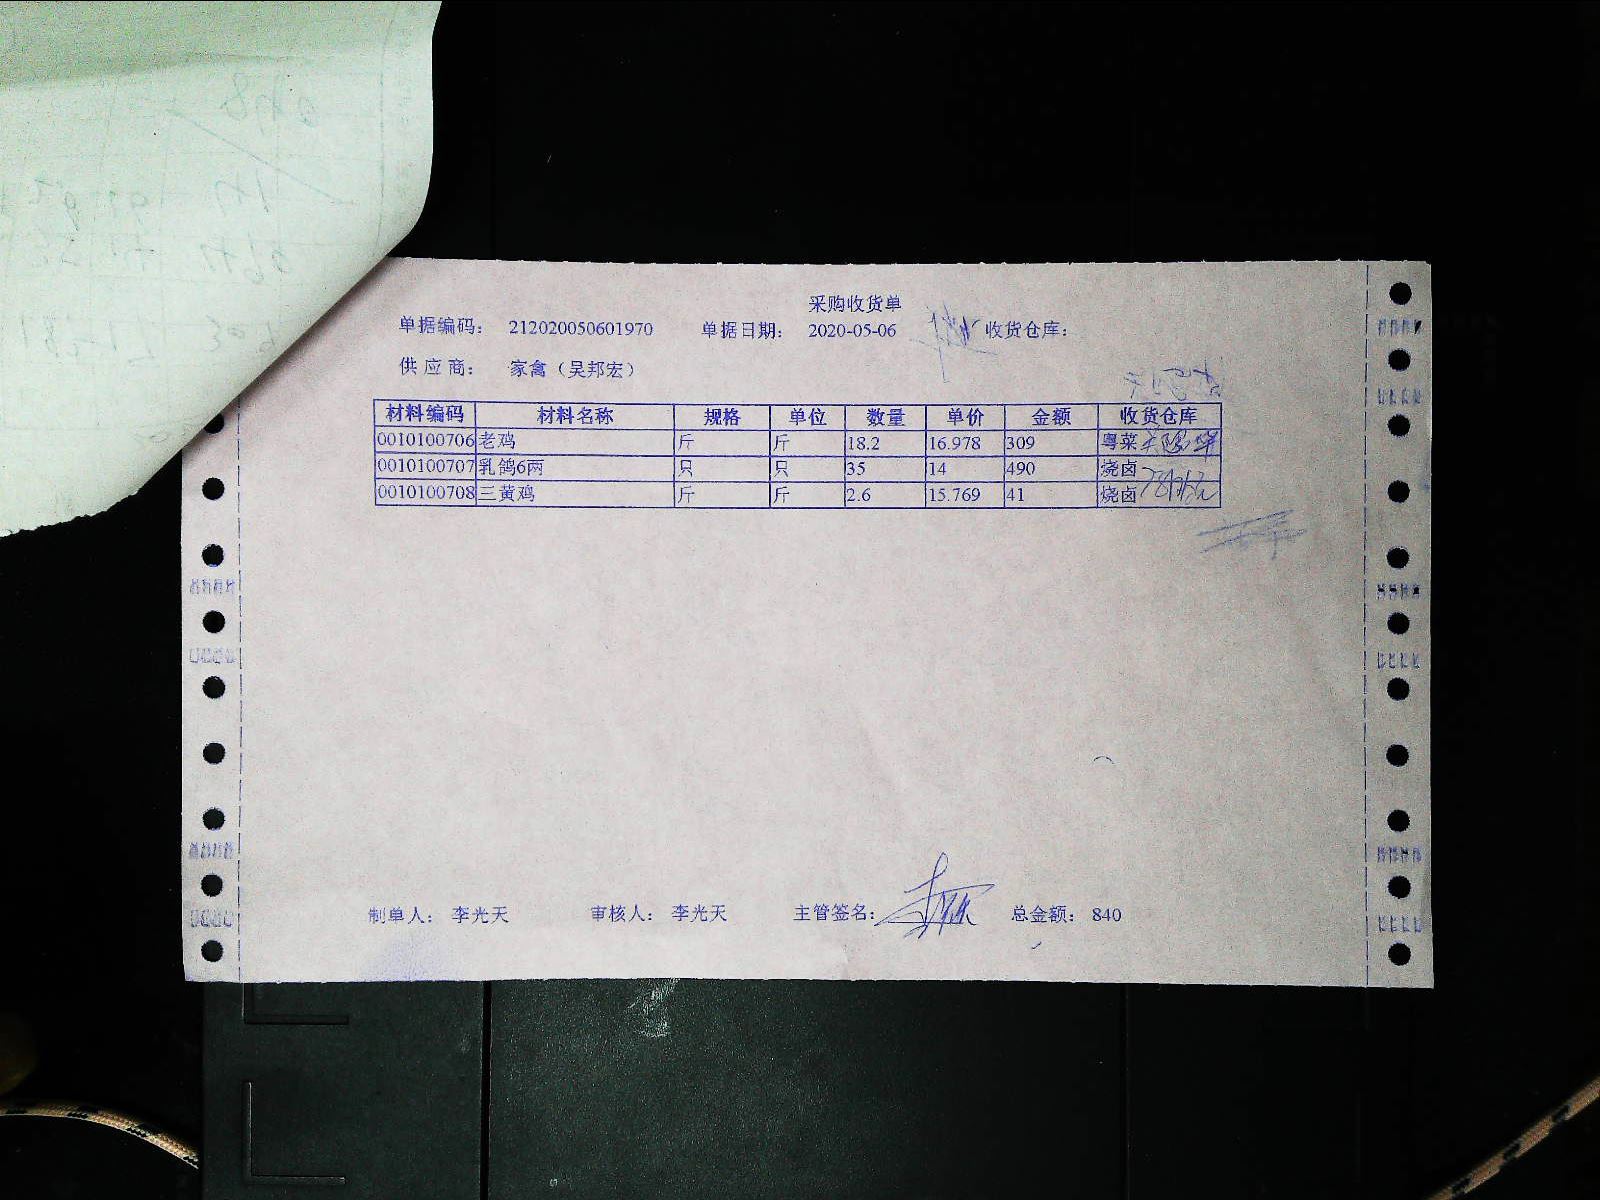 采购收货单
单据编码： 212020050601970 单据日期： 2020-05-06 收货仓库：
供应商： 家禽（吴邦宏）
材料编码 材料名称 规格 单位 数量 单价 金额 收货仓库
0010100706 老鸡 斤 斤 18.2 16.978 309 粤菜
0010100707 乳鸽6两 只 只 35 14 490 烧卤
0010100708 三黄鸡 斤 斤 2.6 15.769 41 烧卤
制单人： 李光天 审核人： 李光天 主管签名： 总金额： 840